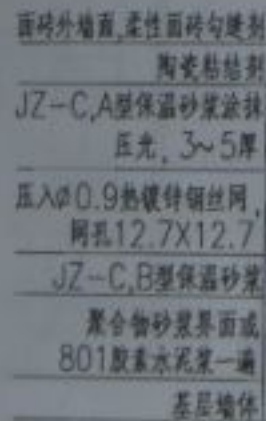 面砖外墙面,柔性面砖勾缝剂
陶瓷粘结剂
JZ-C,A型保温砂浆涂抹
压光, 3~5厚
压入Ø0.9热镀锌钢丝网,
网孔12.7X12.7
JZ-C,B型保温砂浆
聚合物砂浆界面或
801胶素水泥浆一遍
基层墙体